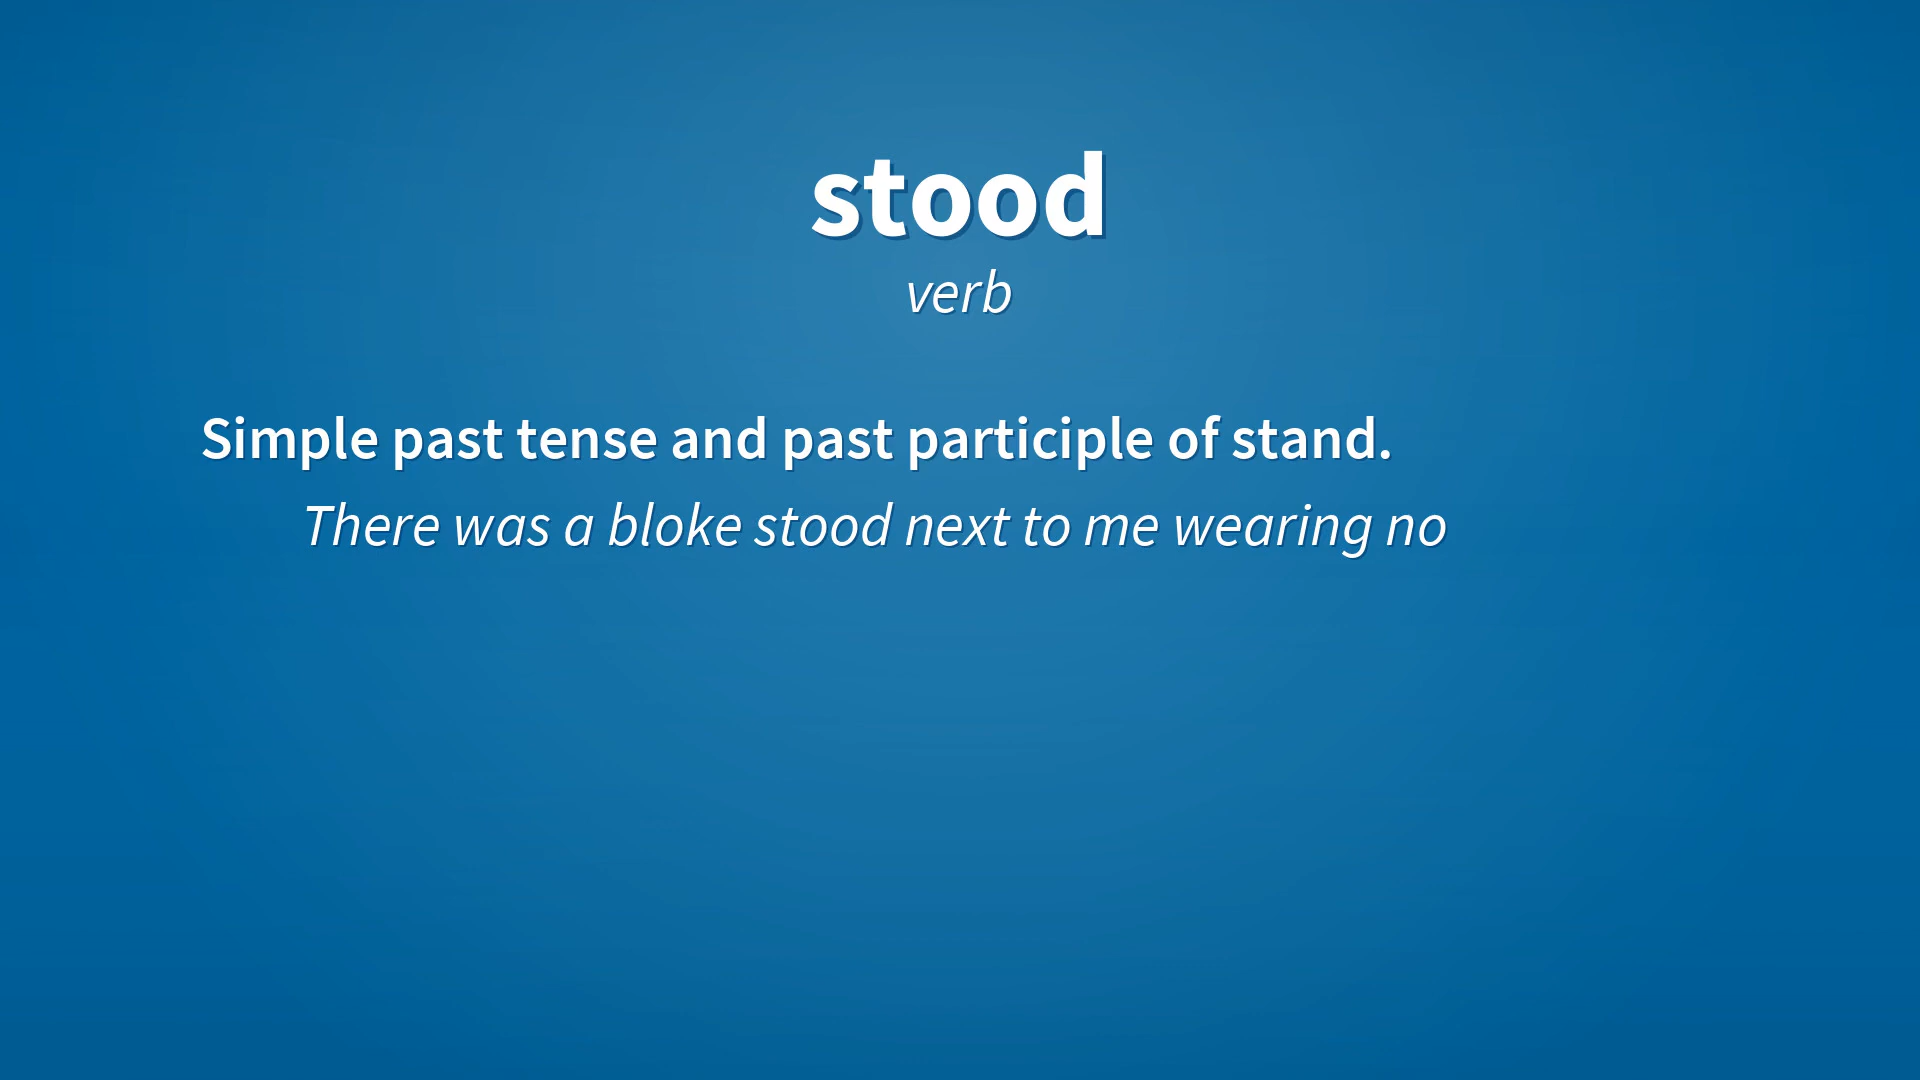 stood
verb
Simple past tense and past participle of stand.
There was a bloke stood next to me wearing no